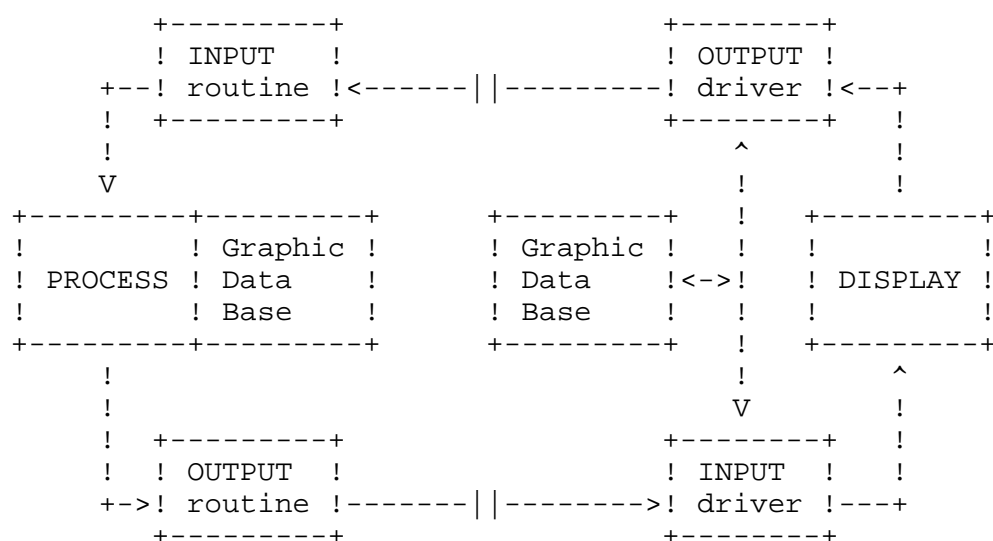 INPUT OUTPUT
routine driver
Graphic Graphic
PROCESS Data Data DISPLAY
Base Base
OUTPUT INPUT
routine driver